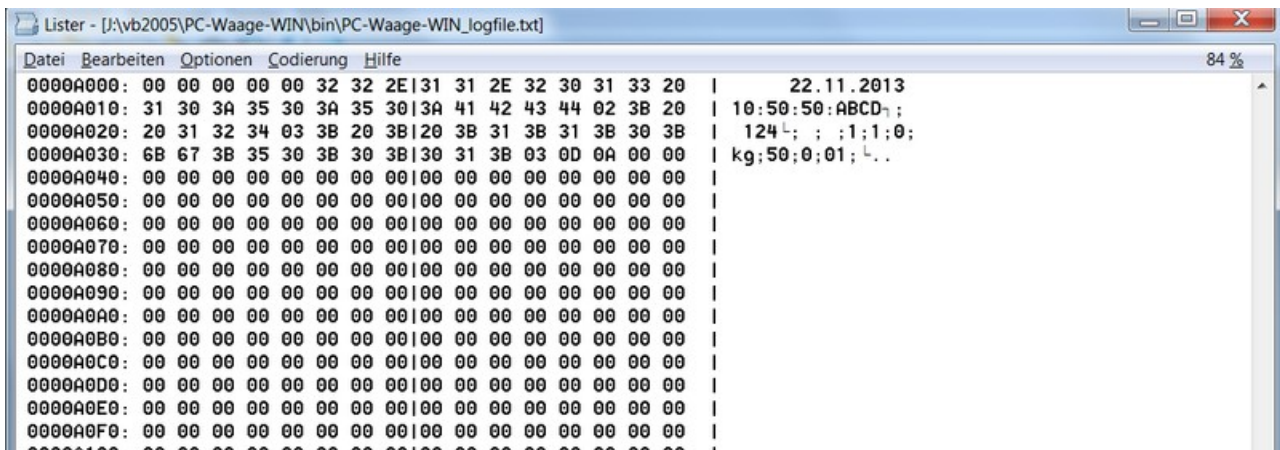 Lister - [J:\vb2005\PC-Waage-WIN\bin\PC-Waage-WIN_logfile.txt]
Datei Bearbeiten Optionen Codierung Hilfe 84 %
0000A000: 00 00 00 00 00 32 32 2E|31 31 2E 32 30 31 33 20 | 22.11.2013
0000A010: 31 30 3A 35 30 3A 35 30|3A 41 42 43 44 02 3B 20 | 10:50:50:ABCD┐;
0000A020: 20 31 32 34 03 3B 20 3B|20 3B 31 3B 31 3B 30 3B | 124└; ; ;1;1;0;
0000A030: 6B 67 3B 35 30 3B 30 3B|30 31 3B 03 0D 0A 00 00 | kg;50;0;01;└..
0000A040: 00 00 00 00 00 00 00 00|00 00 00 00 00 00 00 00 |
0000A050: 00 00 00 00 00 00 00 00|00 00 00 00 00 00 00 00 |
0000A060: 00 00 00 00 00 00 00 00|00 00 00 00 00 00 00 00 |
0000A070: 00 00 00 00 00 00 00 00|00 00 00 00 00 00 00 00 |
0000A080: 00 00 00 00 00 00 00 00|00 00 00 00 00 00 00 00 |
0000A090: 00 00 00 00 00 00 00 00|00 00 00 00 00 00 00 00 |
0000A0A0: 00 00 00 00 00 00 00 00|00 00 00 00 00 00 00 00 |
0000A0B0: 00 00 00 00 00 00 00 00|00 00 00 00 00 00 00 00 |
0000A0C0: 00 00 00 00 00 00 00 00|00 00 00 00 00 00 00 00 |
0000A0D0: 00 00 00 00 00 00 00 00|00 00 00 00 00 00 00 00 |
0000A0E0: 00 00 00 00 00 00 00 00|00 00 00 00 00 00 00 00 |
0000A0F0: 00 00 00 00 00 00 00 00|00 00 00 00 00 00 00 00 |